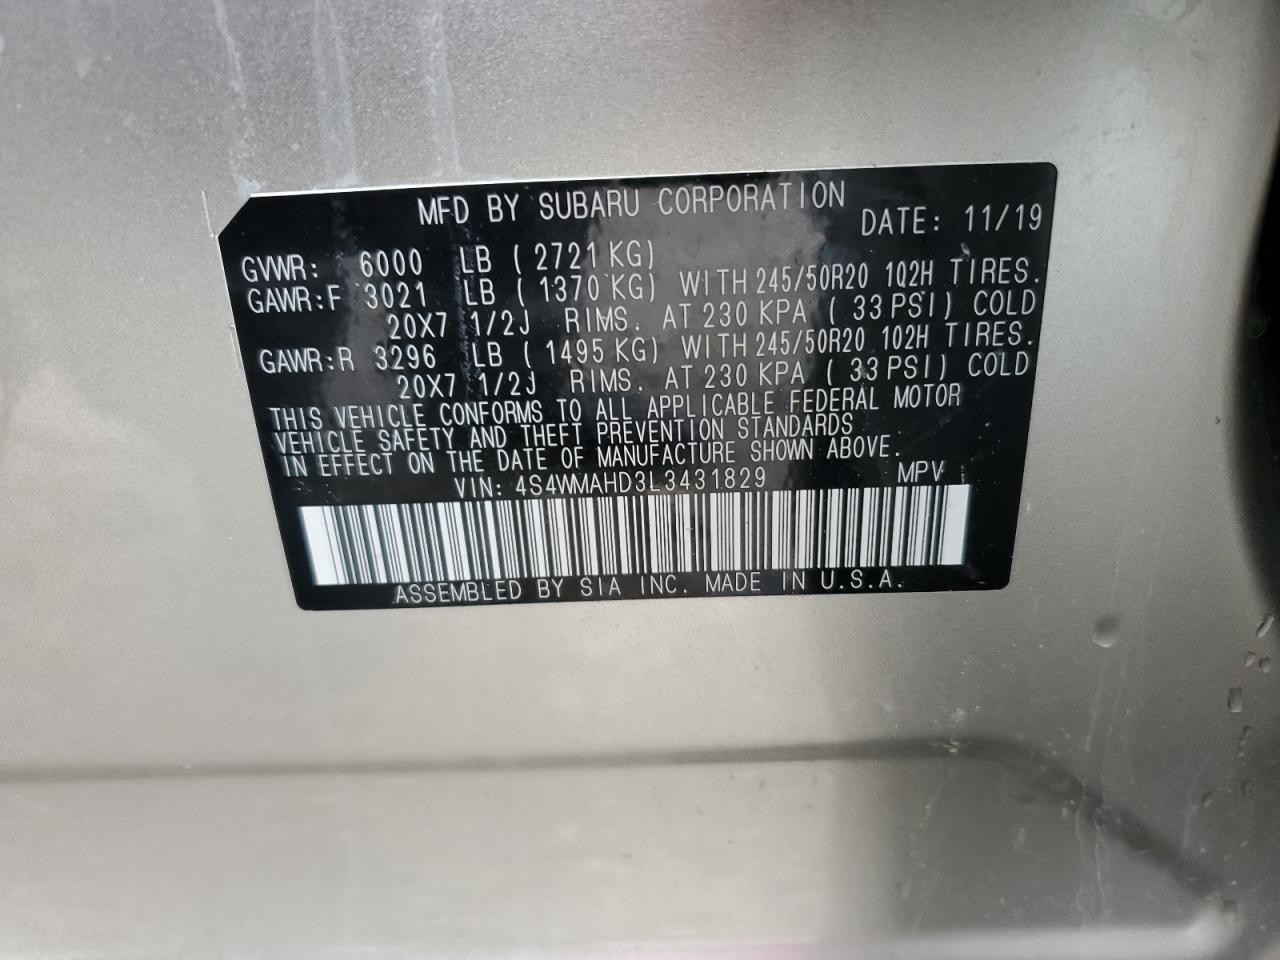 MFD BY SUBARU CORPORATION DATE: 11/19
GVWR: 6000 LB ( 2721 KG)
GAWR:F 3021 LB ( 1370 KG) WITH 245/50R20 102H TIRES.
20X7 1/2J RIMS. AT 230 KPA ( 33 PSI) COLD
GAWR:R 3296 LB ( 1495 KG) WITH 245/50R20 102H TIRES.
20X7 1/2J RIMS. AT 230 KPA ( 33 PSI) COLD
THIS VEHICLE CONFORMS TO ALL APPLICABLE FEDERAL MOTOR
VEHICLE SAFETY AND THEFT PREVENTION STANDARDS
IN EFFECT ON THE DATE OF MANUFACTURE SHOWN ABOVE.
VIN: 4S4WMAHD3L3431829 MPV
ASSEMBLED BY SIA INC. MADE IN U.S.A.